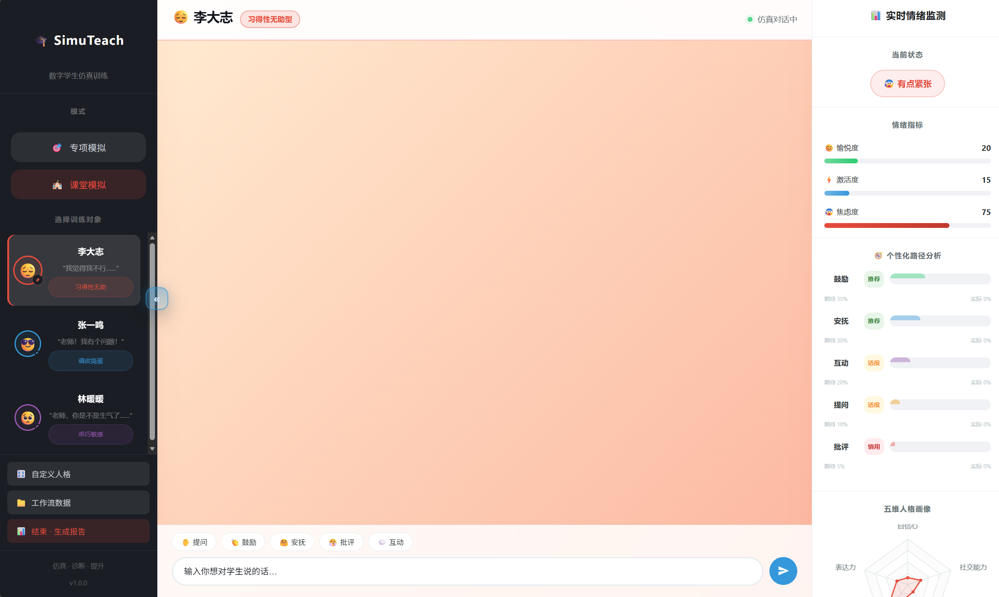 SimuTeach
数字学生仿真训练
模式
专项模拟
课堂模拟
选择训练对象
李大志
"我觉得我不行......"
习得性无助
张一鸣
"老师！我有个问题！"
调皮捣蛋
林暖暖
"老师，你是不是生气了......"
乖巧敏感
自定义人格
工作流数据
结束 · 生成报告
仿真 · 诊断 · 提升
v1.0.0
«
李大志
习得性无助型
仿真对话中
提问
鼓励
安抚
批评
互动
输入你想对学生说的话...
实时情绪监测
当前状态
有点紧张
情绪指标
愉悦度 20
激活度 15
焦虑度 75
个性化路径分析
鼓励 推荐
期待 35% 实际 0%
安抚 推荐
期待 30% 实际 0%
互动 适度
期待 20% 实际 0%
提问 适度
期待 10% 实际 0%
批评 慎用
期待 5% 实际 0%
五维人格画像
自信心
表达力
社交能力